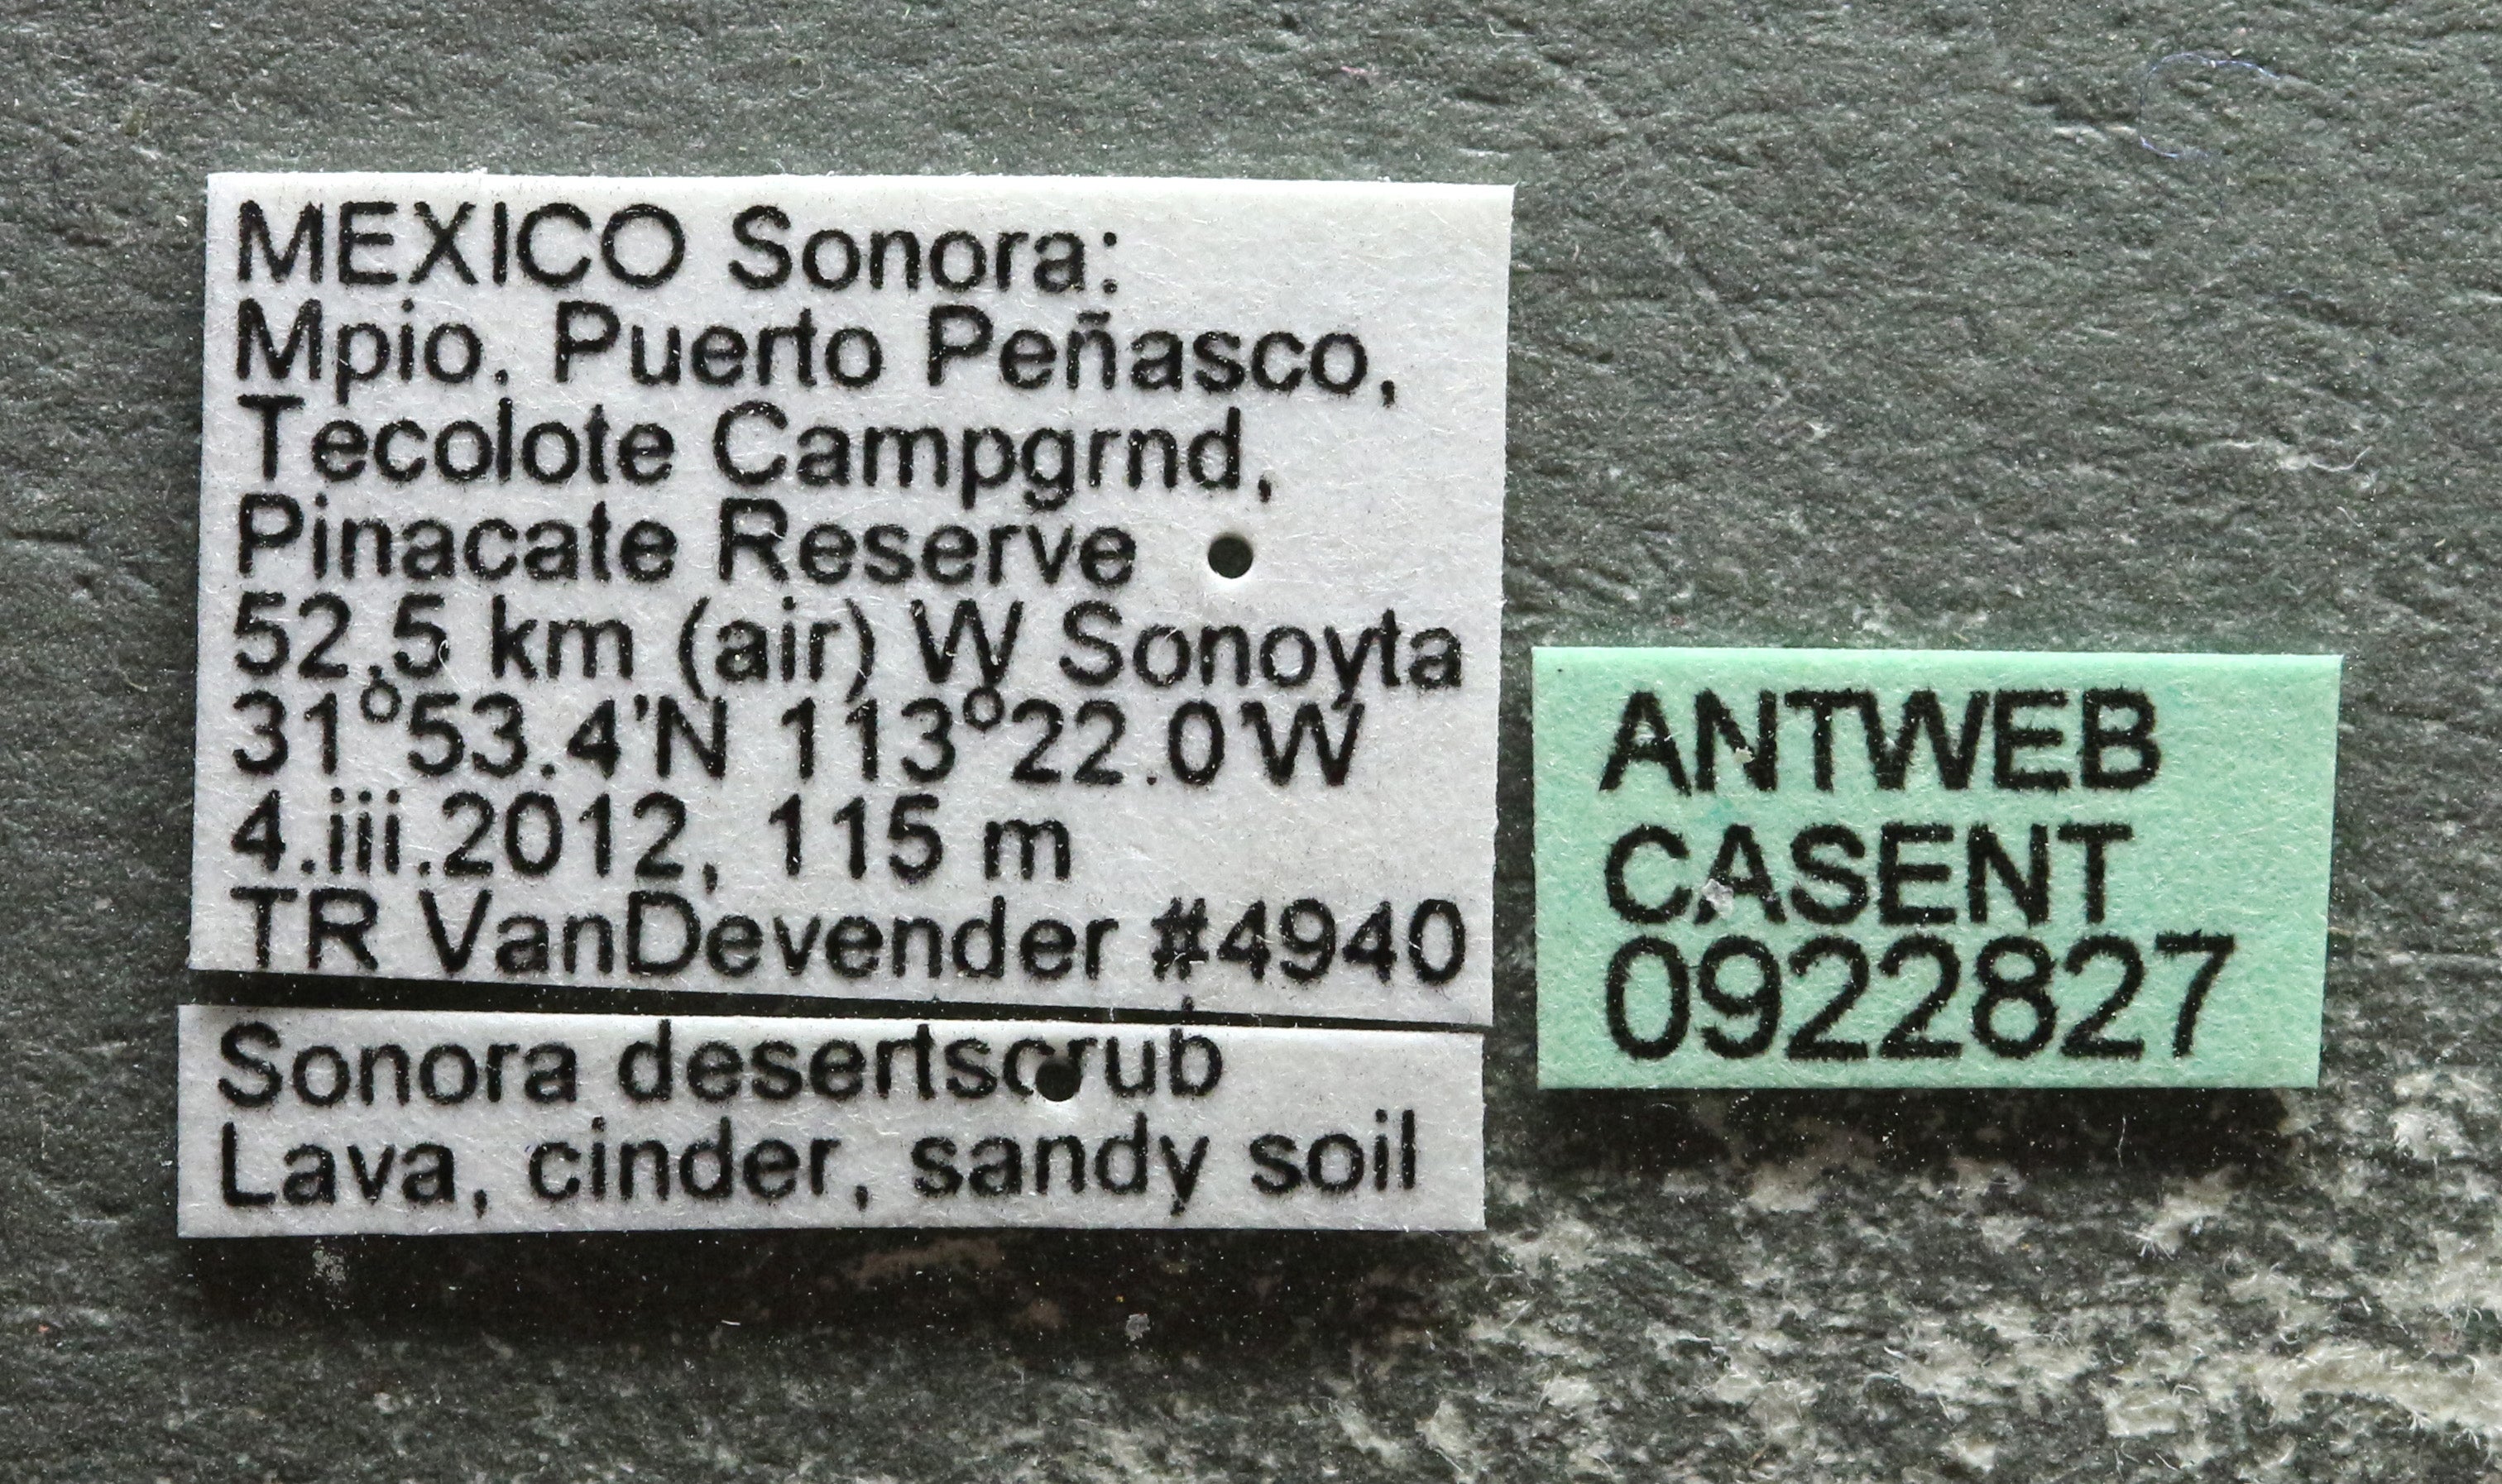 MEXICO Sonora:
Mpio. Puerto Peñasco,
Tecolote Campgrnd,
Pinacate Reserve
52.5 km (air) W Sonoyta
31°53.4'N 113°22.0'W
4.iii.2012, 115 m
TR VanDevender #4940
Sonora desertscrub
Lava, cinder, sandy soil
ANTWEB
CASENT
0922827